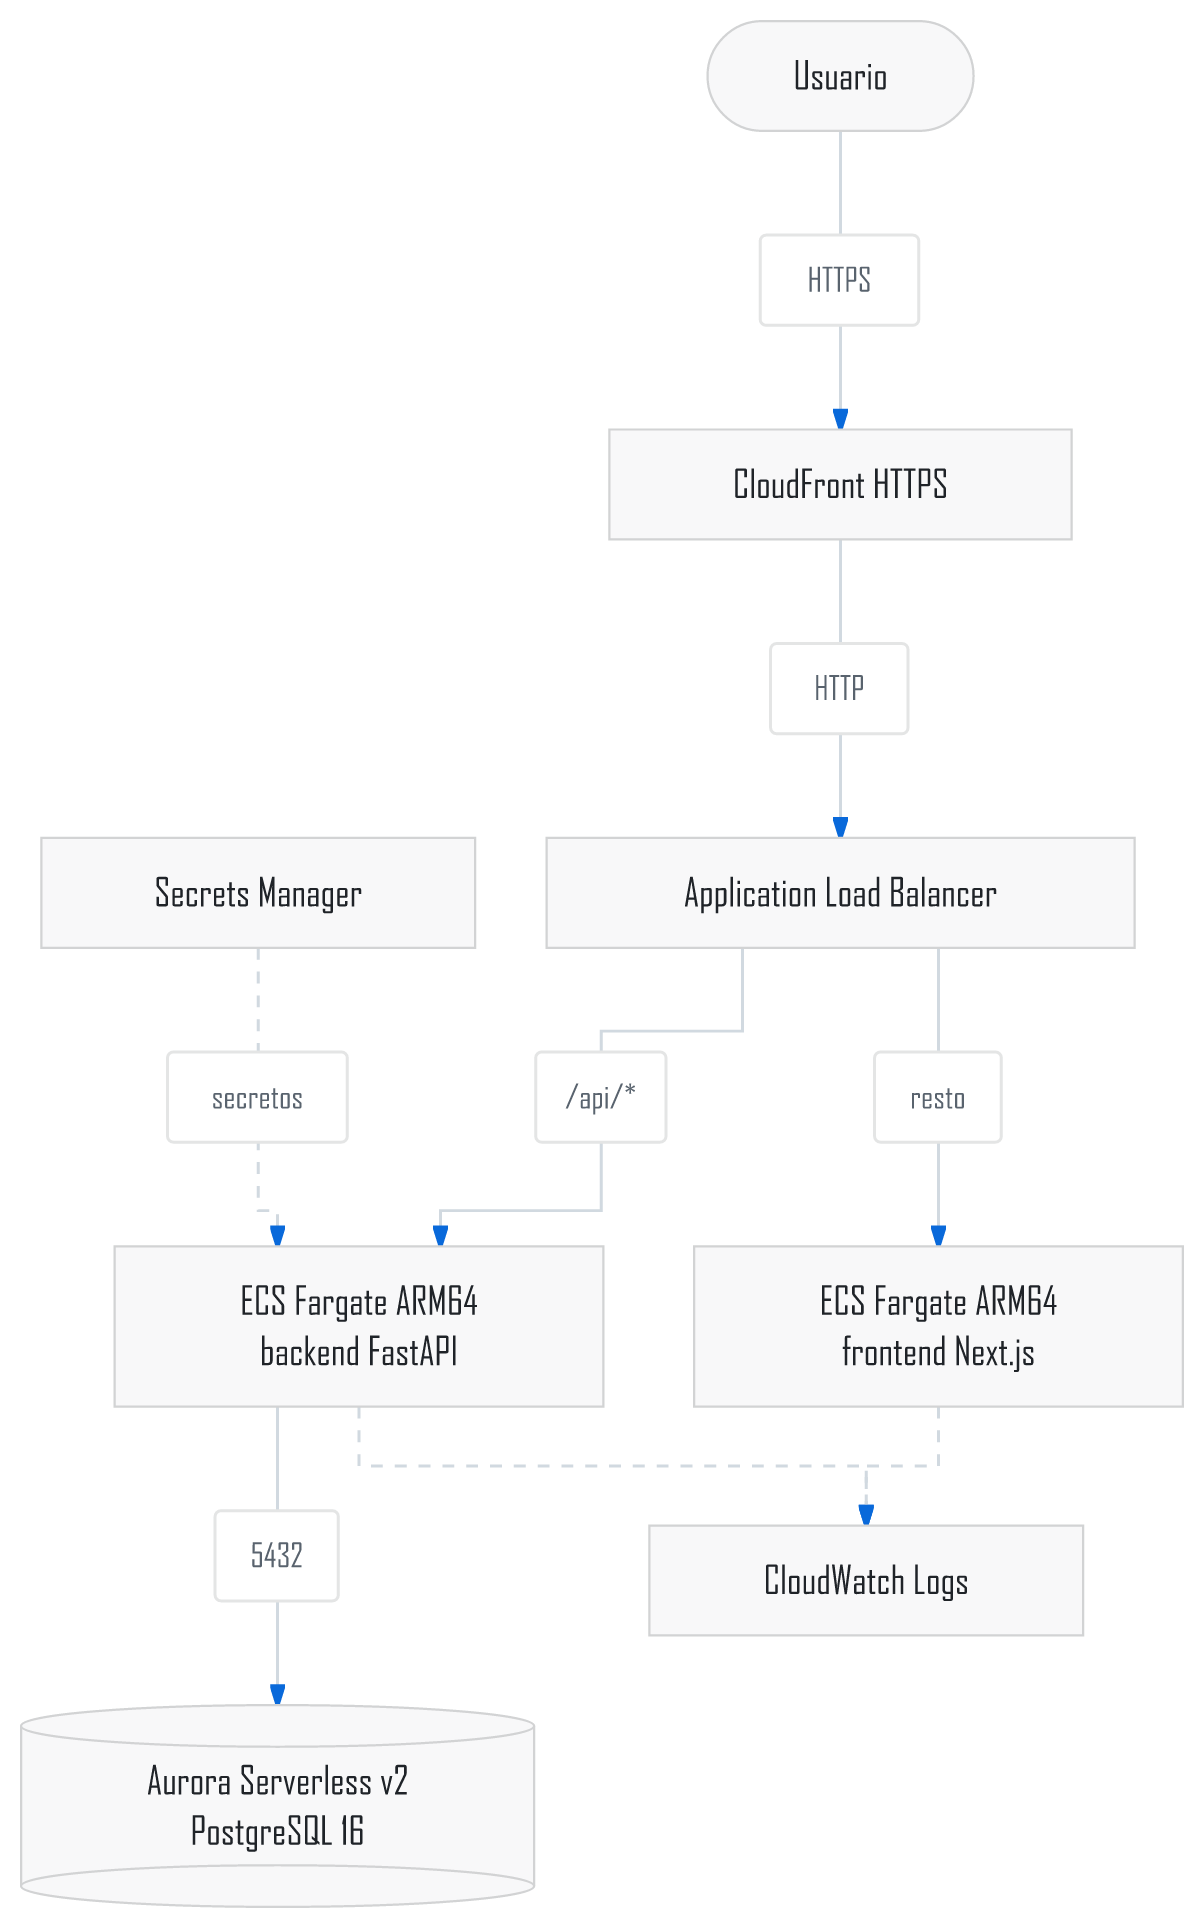 Usuario
HTTPS
CloudFront HTTPS
HTTP
Secrets Manager
Application Load Balancer
secretos
/api/*
resto
ECS Fargate ARM64
backend FastAPI
ECS Fargate ARM64
frontend Next.js
5432
CloudWatch Logs
Aurora Serverless v2
PostgreSQL 16